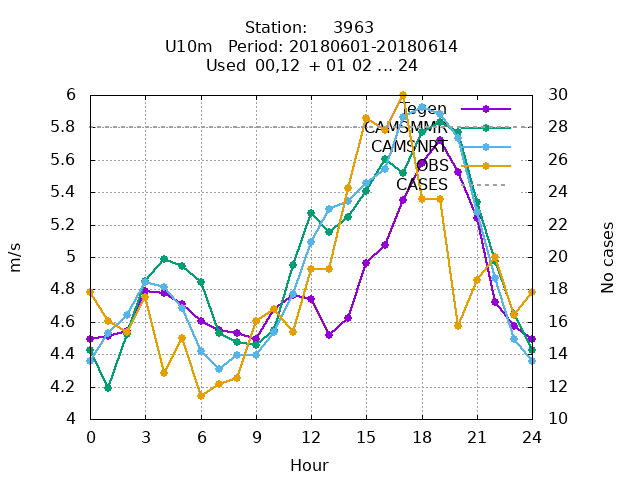 Station: 3963
U10m Period: 20180601-20180614
Used 00,12 + 01 02 ... 24
6
5.8
5.6
5.4
5.2
5
4.8
4.6
4.4
4.2
4
30
28
26
24
22
20
18
16
14
12
10
Tegen
CAMSMMR
CAMSNRT
OBS
CASES
m/s
No cases
0 3 6 9 12 15 18 21 24
Hour